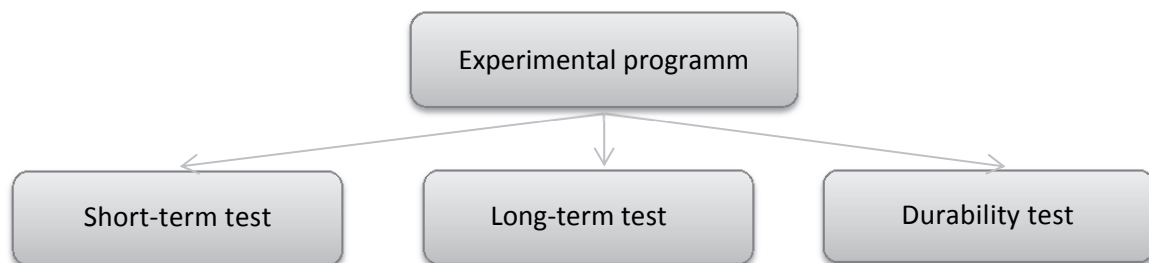 Experimental programm
Short-term test
Long-term test
Durability test